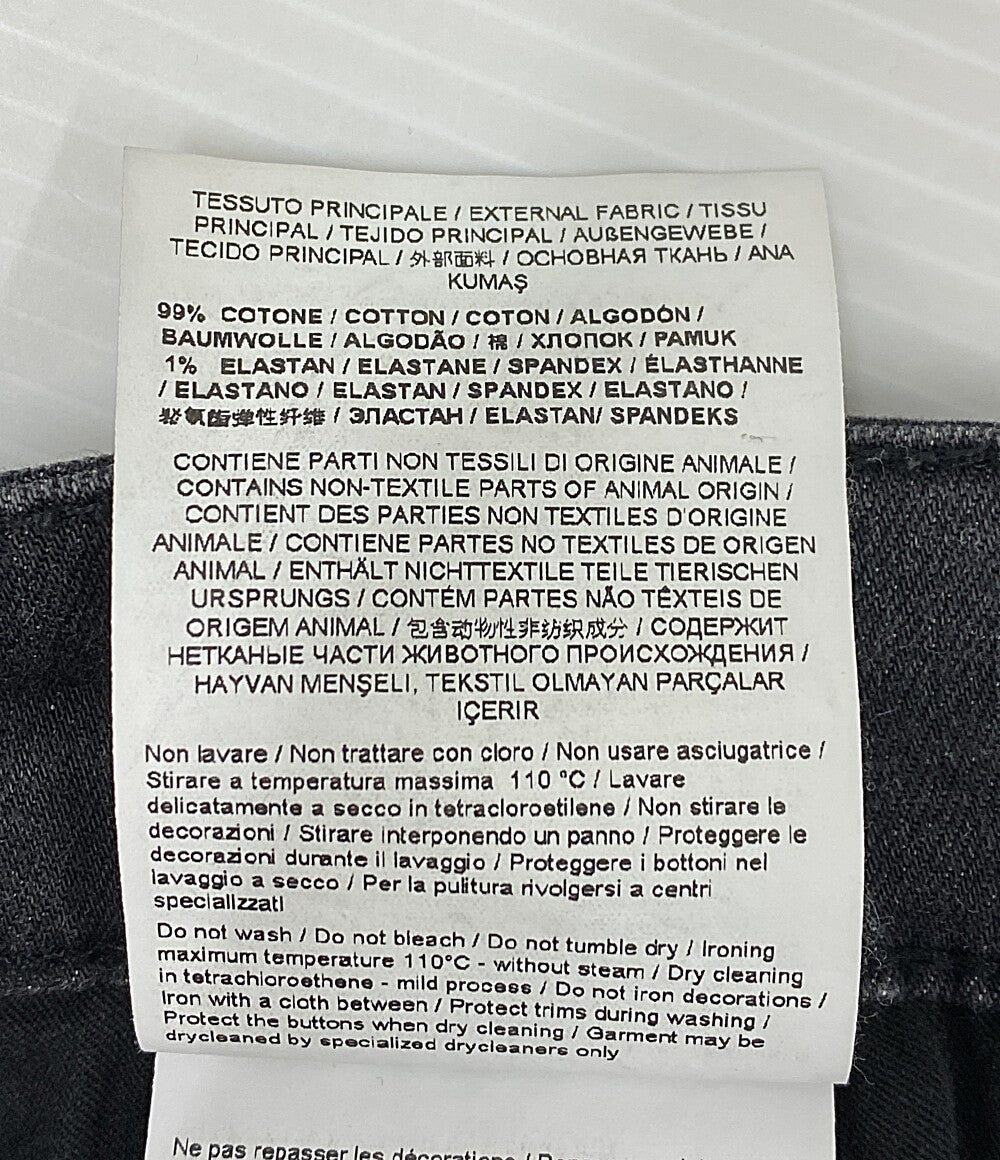 TESSUTO PRINCIPALE / EXTERNAL FABRIC / TISSU
PRINCIPAL / TEJIDO PRINCIPAL / AUßENGEWEBE /
TECIDO PRINCIPAL / 外部面料 / ОСНОВНАЯ ТКАНЬ / ANA
KUMAŞ
99% COTONE / COTTON / COTON / ALGODÓN /
BAUMWOLLE / ALGODÃO / 棉 / ХЛОПОК / PAMUK
1% ELASTAN / ELASTANE / SPANDEX / ÉLASTHANNE
/ ELASTANO / ELASTAN / SPANDEX / ELASTANO /
聚氨酯弹性纤维 / ЭЛАСТАН / ELASTAN/ SPANDEKS
CONTIENE PARTI NON TESSILI DI ORIGINE ANIMALE /
CONTAINS NON-TEXTILE PARTS OF ANIMAL ORIGIN /
CONTIENT DES PARTIES NON TEXTILES D'ORIGINE
ANIMALE / CONTIENE PARTES NO TEXTILES DE ORIGEN
ANIMAL / ENTHÄLT NICHTTEXTILE TEILE TIERISCHEN
URSPRUNGS / CONTÉM PARTES NÃO TÊXTEIS DE
ORIGEM ANIMAL / 包含动物性非纺织成分 / СОДЕРЖИТ
НЕТКАНЫЕ ЧАСТИ ЖИВОТНОГО ПРОИСХОЖДЕНИЯ /
HAYVAN MENŞELI, TEKSTIL OLMAYAN PARÇALAR
IÇERIR
Non lavare / Non trattare con cloro / Non usare asciugatrice /
Stirare a temperatura massima 110 °C / Lavare
delicatamente a secco in tetracloroetilene / Non stirare le
decorazioni / Stirare interponendo un panno / Proteggere le
decorazioni durante il lavaggio / Proteggere i bottoni nel
lavaggio a secco / Per la pulitura rivolgersi a centri
specializzati
Do not wash / Do not bleach / Do not tumble dry / Ironing
maximum temperature 110°C - without steam / Dry cleaning
in tetrachloroethene - mild process / Do not iron decorations /
Iron with a cloth between / Protect trims during washing /
Protect the buttons when dry cleaning / Garment may be
drycleaned by specialized drycleaners only
Ne pas repasser les décorations /